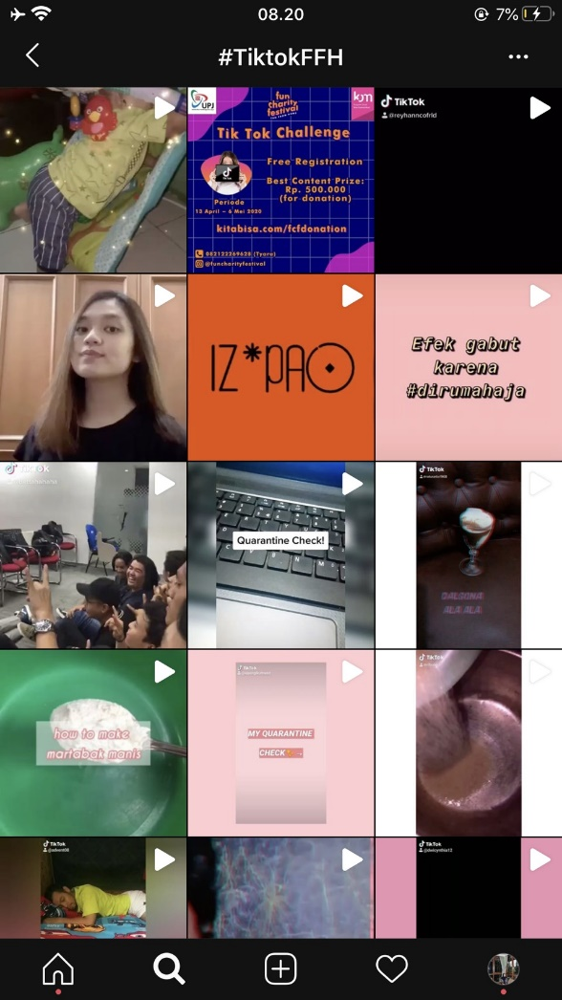 08.20
7%
#TiktokFFH
UPJ
fun
charity
festival
kom
Tik Tok Challenge
Free Registration
Best Content Prize:
Rp. 500.000
(for donation)
Periode
13 April - 6 Mei 2020
kitabisa.com/fcfdonation
082122269628 (Tyara)
@funcharityfestival
TikTok
@reyhanncofrld
IZ*PAO
Efek gabut
karena
#dirumahaja
TikTok
Quarantine Check!
TikTok
DALGONA
ALA ALA
how to make
martabak manis
TikTok
MY QUARANTINE
CHECK
TikTok
TikTok
TikTok
@dwicynthia12